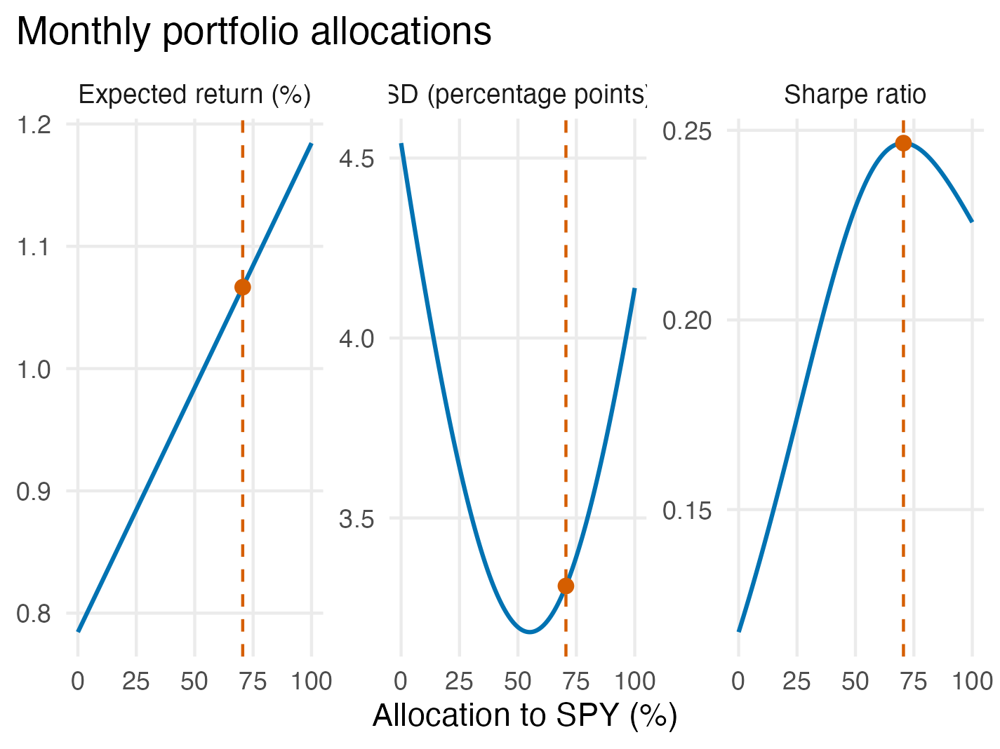 Monthly portfolio allocations
Expected return (%)
SD (percentage points)
Sharpe ratio
1.2
1.1
1.0
0.9
0.8
4.5
4.0
3.5
0.25
0.20
0.15
0 25 50 75 100
0 25 50 75 100
0 25 50 75 100
Allocation to SPY (%)